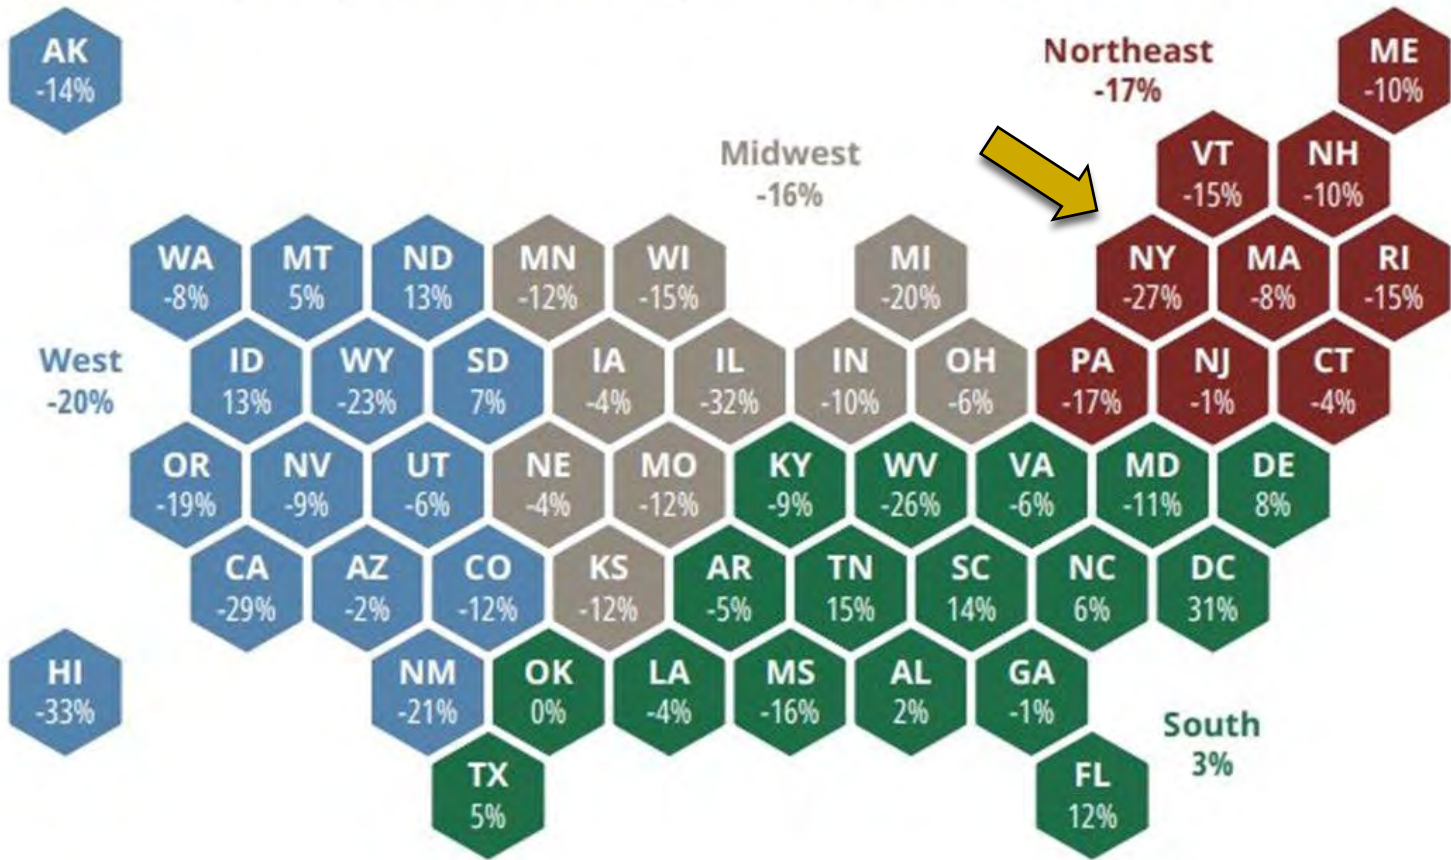 AK
-14%
Northeast
-17%
ME
-10%
Midwest
-16%
VT
-15%
NH
-10%
WA
-8%
MT
5%
ND
13%
MN
-12%
WI
-15%
MI
-20%
NY
-27%
MA
-8%
RI
-15%
West
-20%
ID
13%
WY
-23%
SD
7%
IA
-4%
IL
-32%
IN
-10%
OH
-6%
PA
-17%
NJ
-1%
CT
-4%
OR
-19%
NV
-9%
UT
-6%
NE
-4%
MO
-12%
KY
-9%
WV
-26%
VA
-6%
MD
-11%
DE
8%
CA
-29%
AZ
-2%
CO
-12%
KS
-12%
AR
-5%
TN
15%
SC
14%
NC
6%
DC
31%
HI
-33%
NM
-21%
OK
0%
LA
-4%
MS
-16%
AL
2%
GA
-1%
South
3%
TX
5%
FL
12%